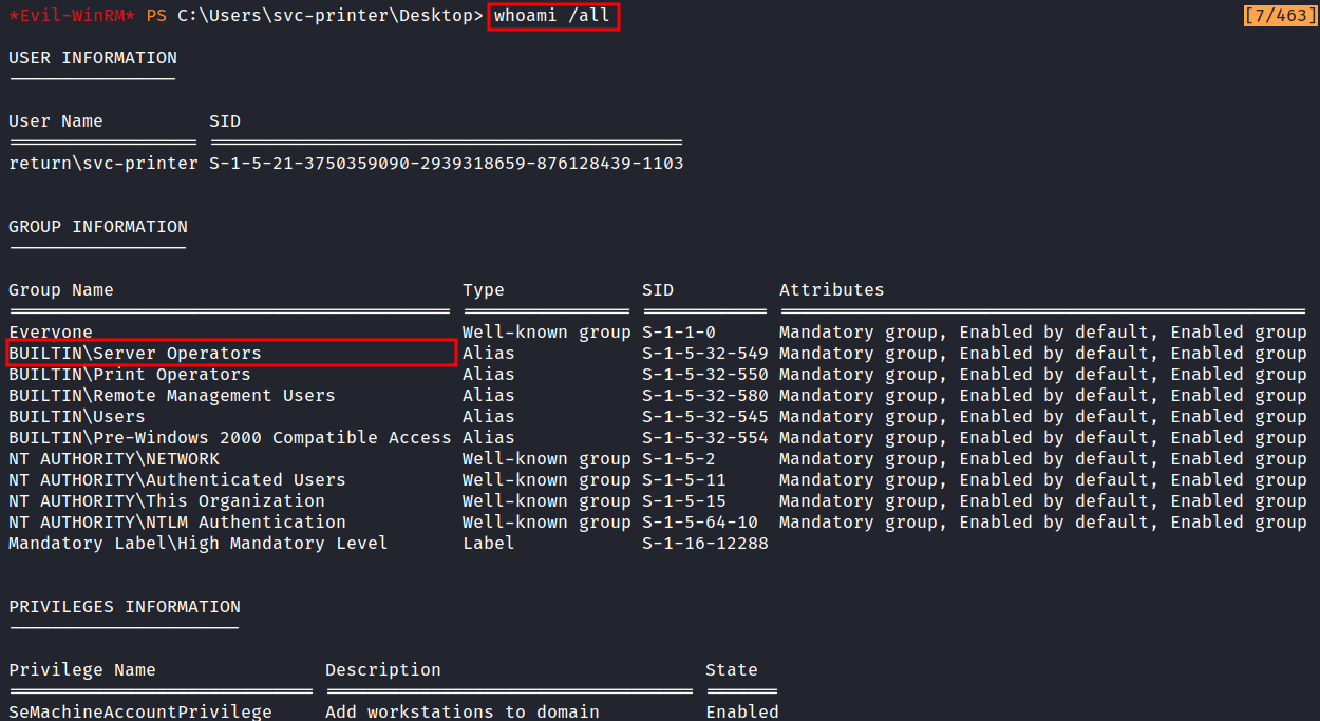 *Evil-WinRM* PS C:\Users\svc-printer\Desktop> whoami /all [7/463]
USER INFORMATION
User Name SID
return\svc-printer S-1-5-21-3750359090-2939318659-876128439-1103
GROUP INFORMATION
Group Name Type SID Attributes
Everyone Well-known group S-1-1-0 Mandatory group, Enabled by default, Enabled group
BUILTIN\Server Operators Alias S-1-5-32-549 Mandatory group, Enabled by default, Enabled group
BUILTIN\Print Operators Alias S-1-5-32-550 Mandatory group, Enabled by default, Enabled group
BUILTIN\Remote Management Users Alias S-1-5-32-580 Mandatory group, Enabled by default, Enabled group
BUILTIN\Users Alias S-1-5-32-545 Mandatory group, Enabled by default, Enabled group
BUILTIN\Pre-Windows 2000 Compatible Access Alias S-1-5-32-554 Mandatory group, Enabled by default, Enabled group
NT AUTHORITY\NETWORK Well-known group S-1-5-2 Mandatory group, Enabled by default, Enabled group
NT AUTHORITY\Authenticated Users Well-known group S-1-5-11 Mandatory group, Enabled by default, Enabled group
NT AUTHORITY\This Organization Well-known group S-1-5-15 Mandatory group, Enabled by default, Enabled group
NT AUTHORITY\NTLM Authentication Well-known group S-1-5-64-10 Mandatory group, Enabled by default, Enabled group
Mandatory Label\High Mandatory Level Label S-1-16-12288
PRIVILEGES INFORMATION
Privilege Name Description State
SeMachineAccountPrivilege Add workstations to domain Enabled